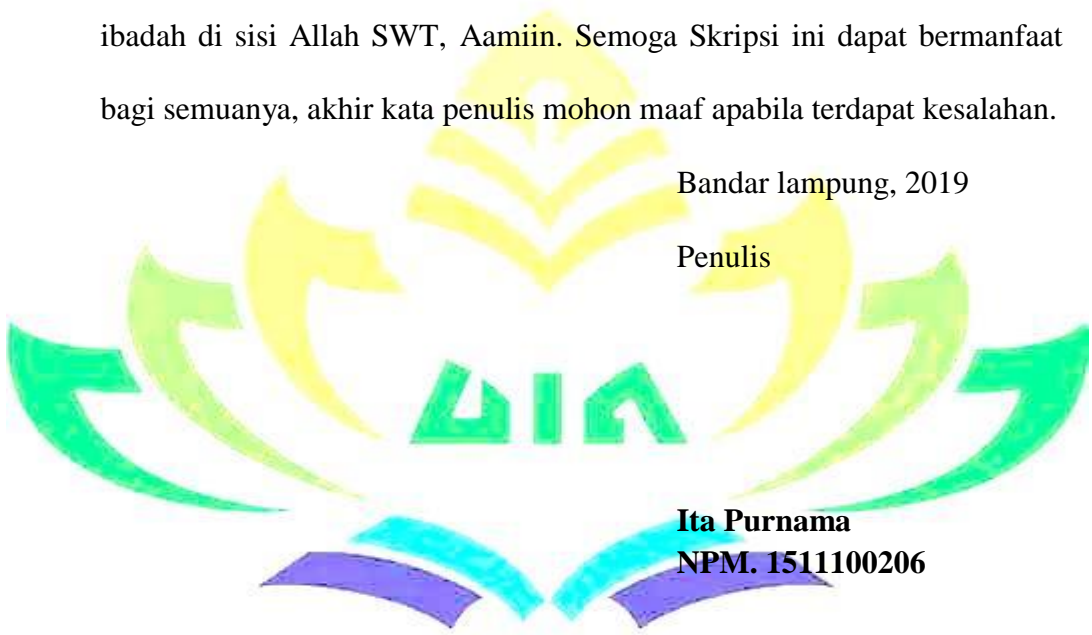 ibadah di sisi Allah SWT, Aamiin. Semoga Skripsi ini dapat bermanfaat
bagi semuanya, akhir kata penulis mohon maaf apabila terdapat kesalahan.
Bandar lampung, 2019
Penulis
UIN
Ita Purnama
NPM. 1511100206